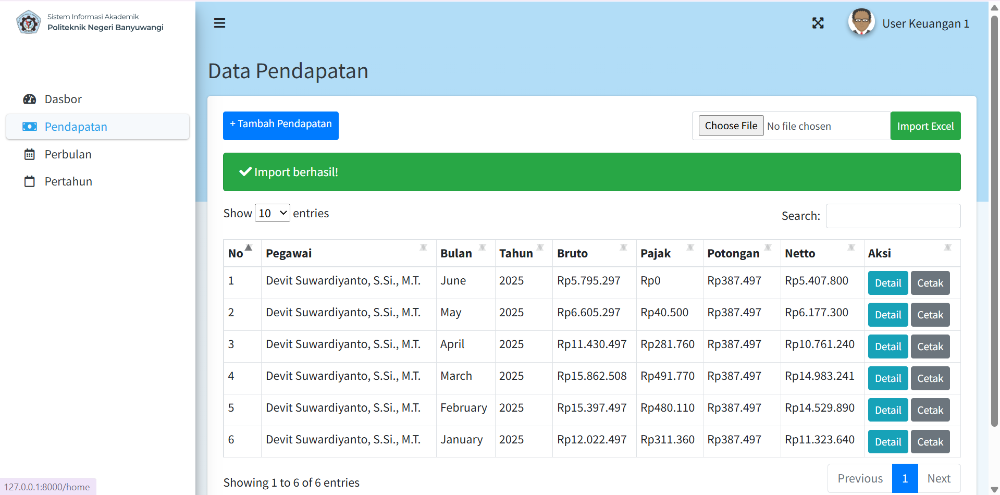 Sistem Informasi Akademik
Politeknik Negeri Banyuwangi
User Keuangan 1
Data Pendapatan
Dasbor
Pendapatan
Perbulan
Pertahun
+ Tambah Pendapatan
Choose File No file chosen Import Excel
Import berhasil!
Show 10 entries
Search:
No Pegawai Bulan Tahun Bruto Pajak Potongan Netto Aksi
1 Devit Suwardiyanto, S.Si., M.T. June 2025 Rp5.795.297 Rp0 Rp387.497 Rp5.407.800 Detail Cetak
2 Devit Suwardiyanto, S.Si., M.T. May 2025 Rp6.605.297 Rp40.500 Rp387.497 Rp6.177.300 Detail Cetak
3 Devit Suwardiyanto, S.Si., M.T. April 2025 Rp11.430.497 Rp281.760 Rp387.497 Rp10.761.240 Detail Cetak
4 Devit Suwardiyanto, S.Si., M.T. March 2025 Rp15.862.508 Rp491.770 Rp387.497 Rp14.983.241 Detail Cetak
5 Devit Suwardiyanto, S.Si., M.T. February 2025 Rp15.397.497 Rp480.110 Rp387.497 Rp14.529.890 Detail Cetak
6 Devit Suwardiyanto, S.Si., M.T. January 2025 Rp12.022.497 Rp311.360 Rp387.497 Rp11.323.640 Detail Cetak
Showing 1 to 6 of 6 entries
Previous 1 Next
127.0.0.1:8000/home